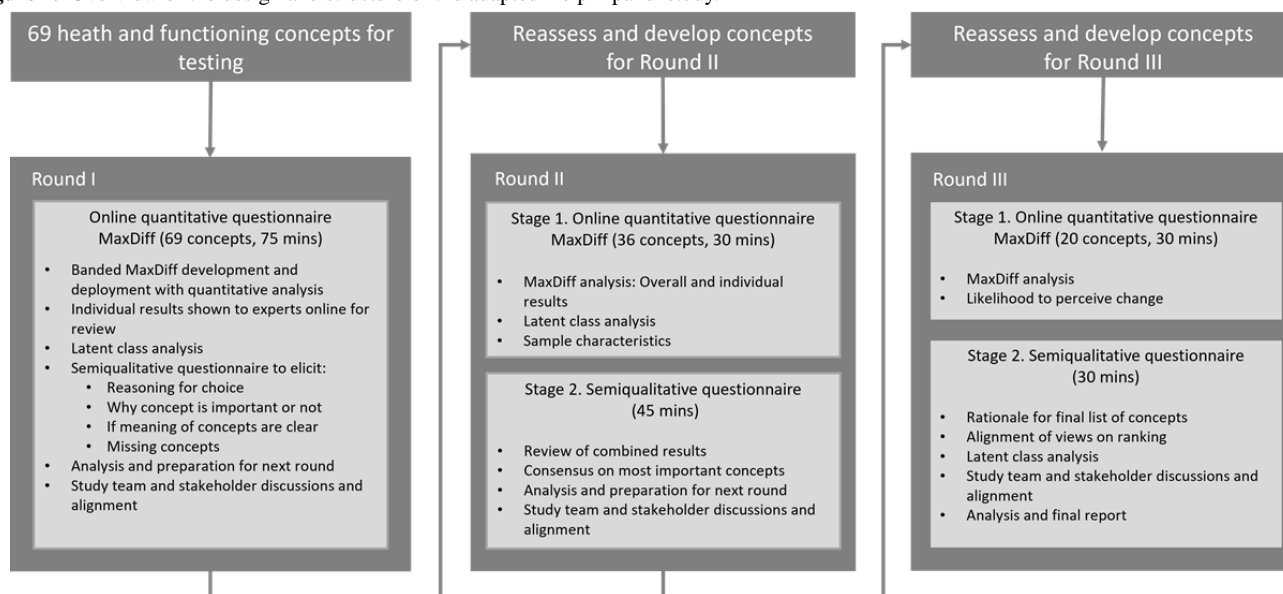 69 heath and functioning concepts for
testing
Round I
Online quantitative questionnaire
MaxDiff (69 concepts, 75 mins)
• Banded MaxDiff development and
deployment with quantitative analysis
• Individual results shown to experts online for
review
• Latent class analysis
• Semiqualitative questionnaire to elicit:
• Reasoning for choice
• Why concept is important or not
• If meaning of concepts are clear
• Missing concepts
• Analysis and preparation for next round
• Study team and stakeholder discussions and
alignment
Reassess and develop concepts
for Round II
Round II
Stage 1. Online quantitative questionnaire
MaxDiff (36 concepts, 30 mins)
• MaxDiff analysis: Overall and individual
results
• Latent class analysis
• Sample characteristics
Stage 2. Semiqualitative questionnaire
(45 mins)
• Review of combined results
• Consensus on most important concepts
• Analysis and preparation for next round
• Study team and stakeholder discussions and
alignment
Reassess and develop concepts
for Round III
Round III
Stage 1. Online quantitative questionnaire
MaxDiff (20 concepts, 30 mins)
• MaxDiff analysis
• Likelihood to perceive change
Stage 2. Semiqualitative questionnaire
(30 mins)
• Rationale for final list of concepts
• Alignment of views on ranking
• Latent class analysis
• Study team and stakeholder discussions and
alignment
• Analysis and final report